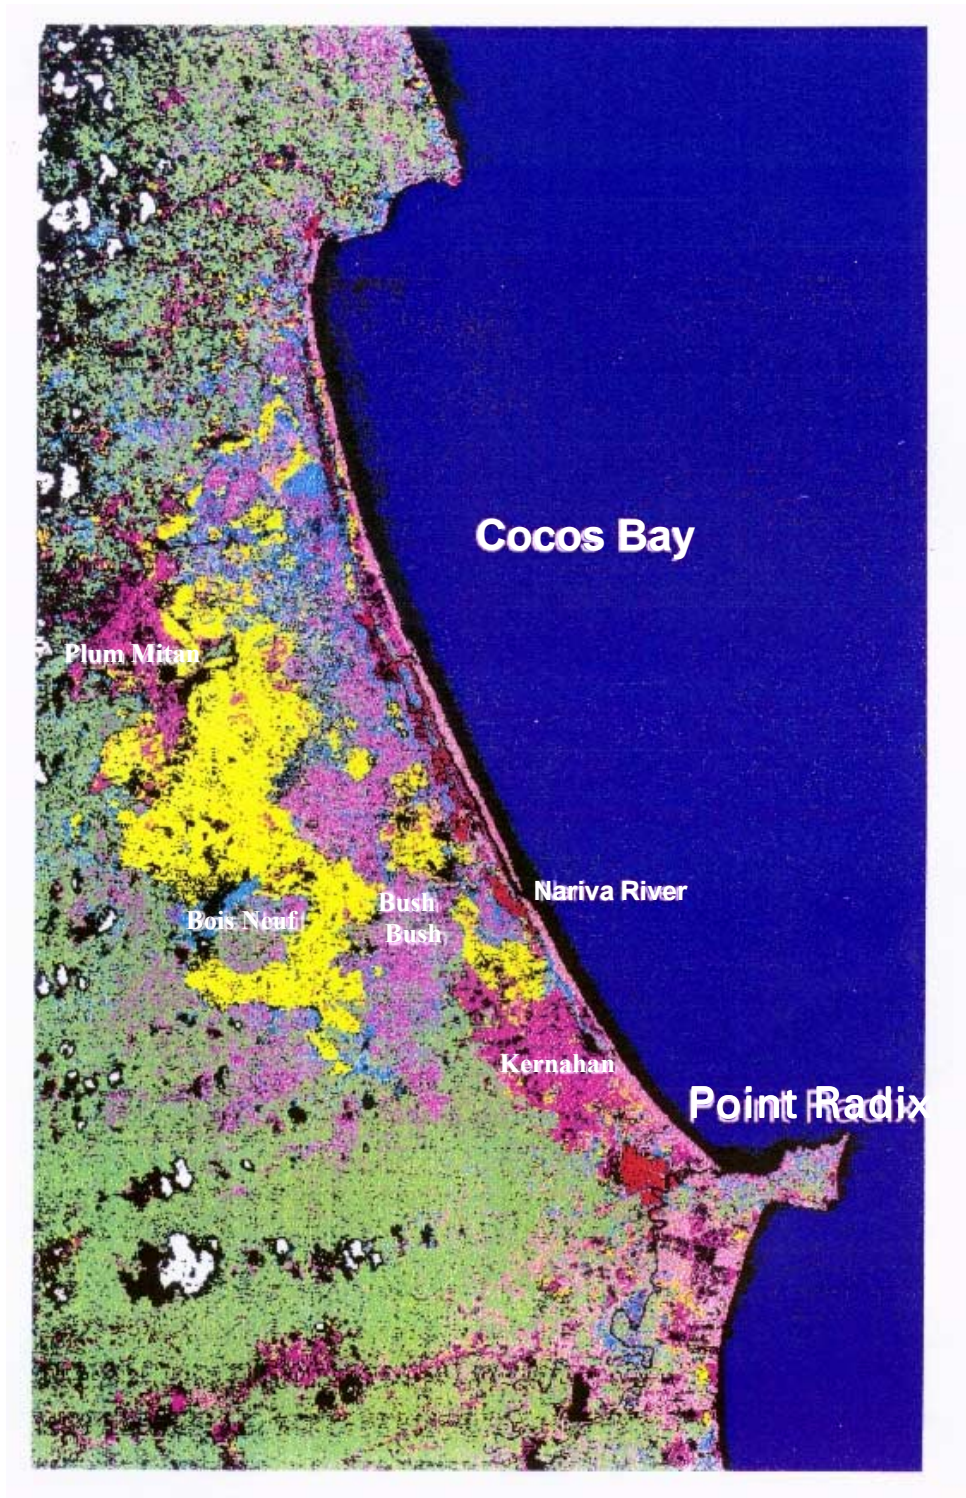 Cocos Bay
Plum Mitan
Nariva River
Bush
Bush
Bois Neuf
Kernahan
Point Radix